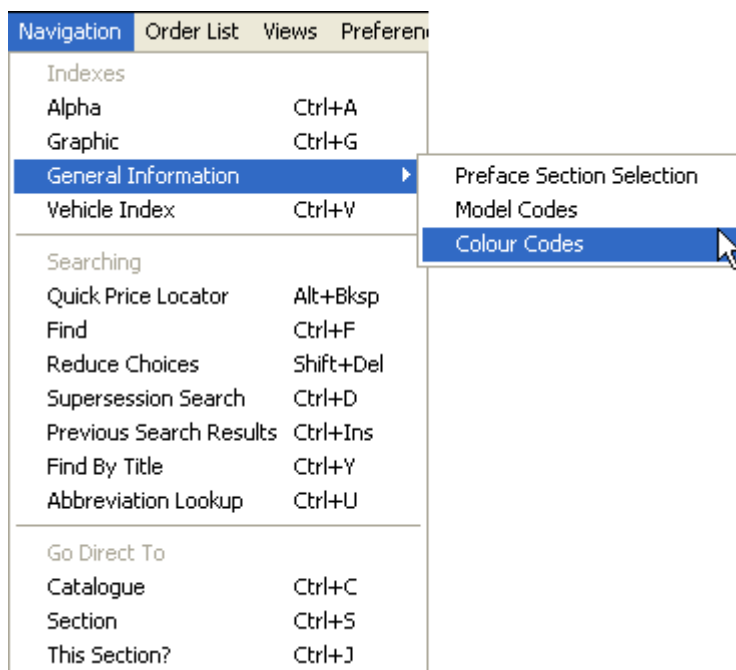 Navigation Order List Views Preferen
Indexes
Alpha Ctrl+A
Graphic Ctrl+G
General Information
Vehicle Index Ctrl+V
Preface Section Selection
Model Codes
Colour Codes
Searching
Quick Price Locator Alt+Bksp
Find Ctrl+F
Reduce Choices Shift+Del
Supersession Search Ctrl+D
Previous Search Results Ctrl+Ins
Find By Title Ctrl+Y
Abbreviation Lookup Ctrl+U
Go Direct To
Catalogue Ctrl+C
Section Ctrl+S
This Section? Ctrl+J